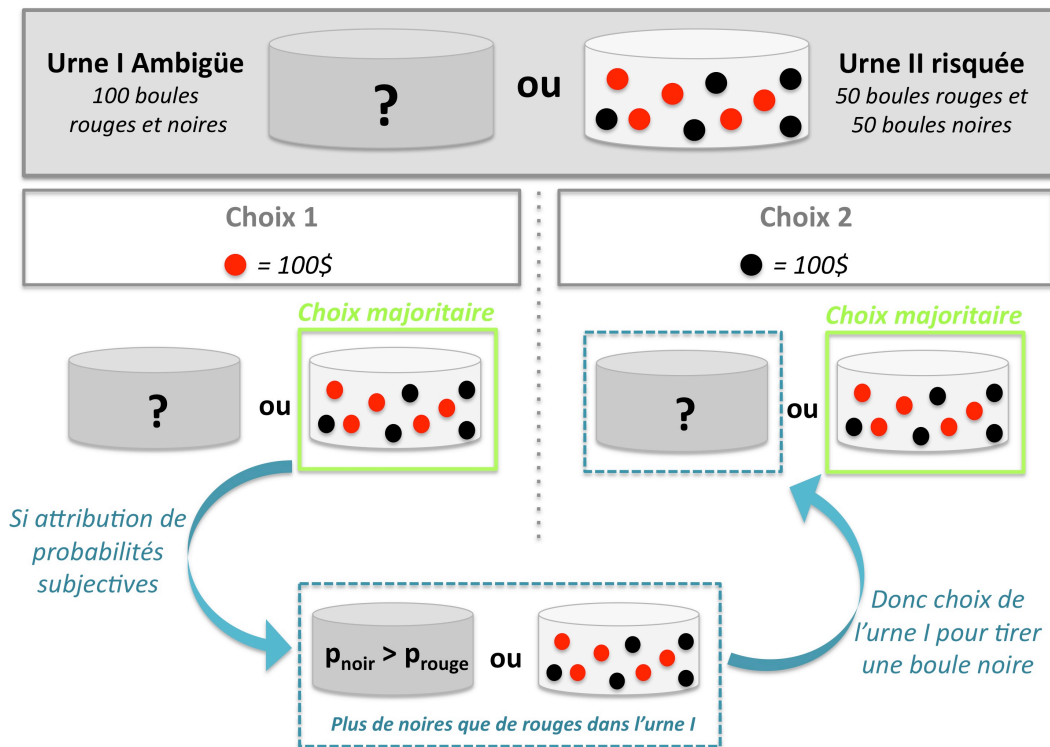 Urne I Ambigüe
100 boules
rouges et noires
?
ou
Urne II risquée
50 boules rouges et
50 boules noires
Choix 1
= 100$
Choix 2
= 100$
Choix majoritaire
?
ou
Choix majoritaire
?
ou
Si attribution de
probabilités
subjectives
p_noir > p_rouge
ou
Plus de noires que de rouges dans l'urne I
Donc choix de
l'urne I pour tirer
une boule noire